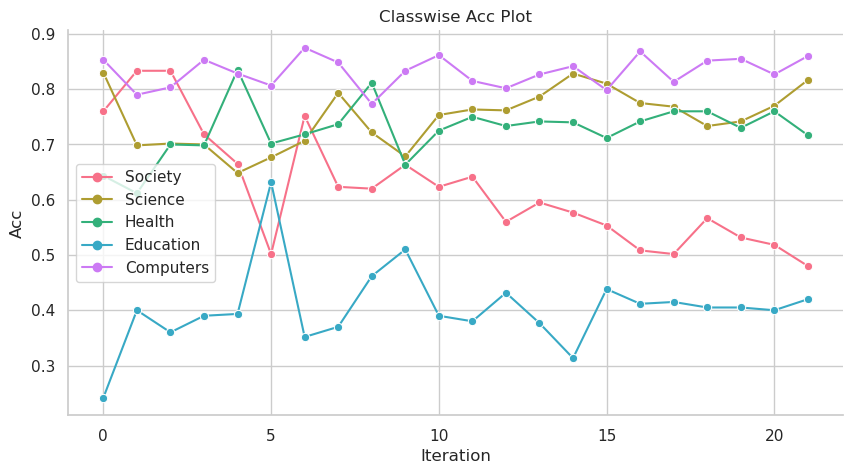 Classwise Acc Plot
0.9
0.8
0.7
0.6
0.5
0.4
0.3
Acc
Society
Science
Health
Education
Computers
0 5 10 15 20
Iteration